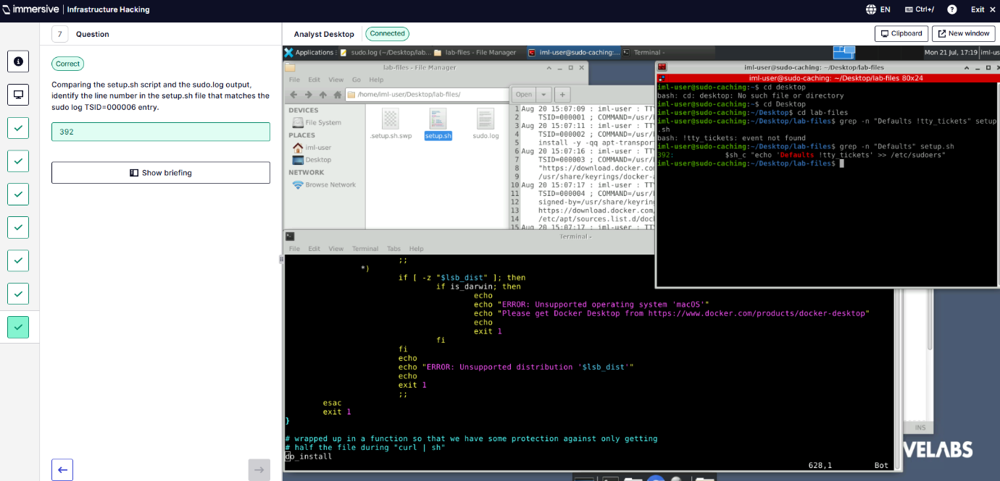 immersive | Infrastructure Hacking
EN
Ctrl+/
Exit
7
Question
Correct
Comparing the setup.sh script and the sudo.log output,
identify the line number in the setup.sh file that matches the
sudo log TSID=000006 entry.
392
Show briefing
Analyst Desktop
Connected
Clipboard
New window
Applications
sudo.log (~/Desktop/lab...
lab-files - File Manager
iml-user@sudo-caching:...
Terminal -
Mon 21 Jul, 17:19
iml-us
lab-files - File Manager
File Edit View Go Help
/home/iml-user/Desktop/lab-files/
DEVICES
File System
PLACES
iml-user
Desktop
NETWORK
Browse Network
.setup.sh.swp
setup.sh
sudo.log
Open
1 Aug 20 15:07:09 : iml-user : TTY
2 TSID=000001 ; COMMAND=/usr/
3 Aug 20 15:07:11 : iml-user : TTY
4 TSID=000002 ; COMMAND=/usr/
5 install -y -qq apt-transpor
6 Aug 20 15:07:16 : iml-user : TTY
7 TSID=000003 ; COMMAND=/usr/
8 "https://download.docker.com
9 /usr/share/keyrings/docker-a
10 Aug 20 15:07:17 : iml-user : TTY
11 TSID=000004 ; COMMAND=/usr/
12 signed-by=/usr/share/keyring
13 https://download.docker.com/
14 /etc/apt/sources.list.d/dock
15 Aug 20 15:07:17 : iml-user : TTY
iml-user@sudo-caching: ~/Desktop/lab-files
iml-user@sudo-caching: ~/Desktop/lab-files 80x24
iml-user@sudo-caching:~$ cd desktop
bash: cd: desktop: No such file or directory
iml-user@sudo-caching:~$ cd Desktop
iml-user@sudo-caching:~/Desktop$ cd lab-files
iml-user@sudo-caching:~/Desktop/lab-files$ grep -n "Defaults !tty_tickets" setup
.sh
bash: !tty_tickets: event not found
iml-user@sudo-caching:~/Desktop/lab-files$ grep -n "Defaults" setup.sh
392: $sh_c "echo 'Defaults !tty_tickets' >> /etc/sudoers"
iml-user@sudo-caching:~/Desktop/lab-files$
Terminal -
File Edit View Terminal Tabs Help
;;
*)
if [ -z "$lsb_dist" ]; then
if is_darwin; then
echo
echo "ERROR: Unsupported operating system 'macOS'"
echo "Please get Docker Desktop from https://www.docker.com/products/docker-desktop"
echo
exit 1
fi
fi
echo
echo "ERROR: Unsupported distribution '$lsb_dist'"
echo
exit 1
;;
esac
exit 1
}
# wrapped up in a function so that we have some protection against only getting
# half the file during "curl | sh"
do_install
628,1 Bot
INS
VELABS